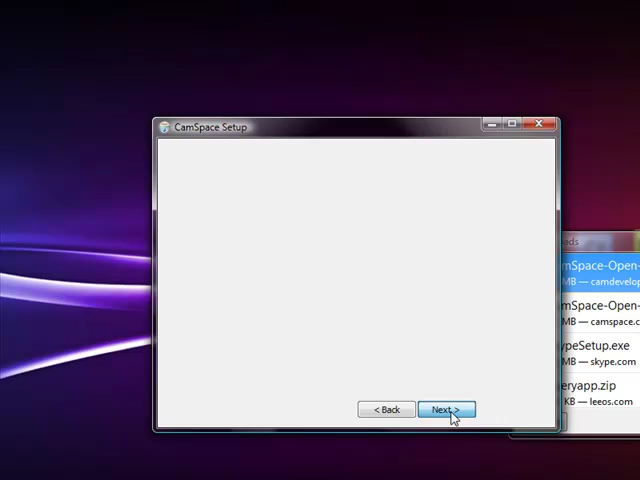 CamSpace Setup
ads
mSpace-Open-
MB — camdevelop
mSpace-Open-
MB — camspace.c
ypeSetup.exe
MB — skype.com
eryapp.zip
KB — leeos.com
< Back
Next >